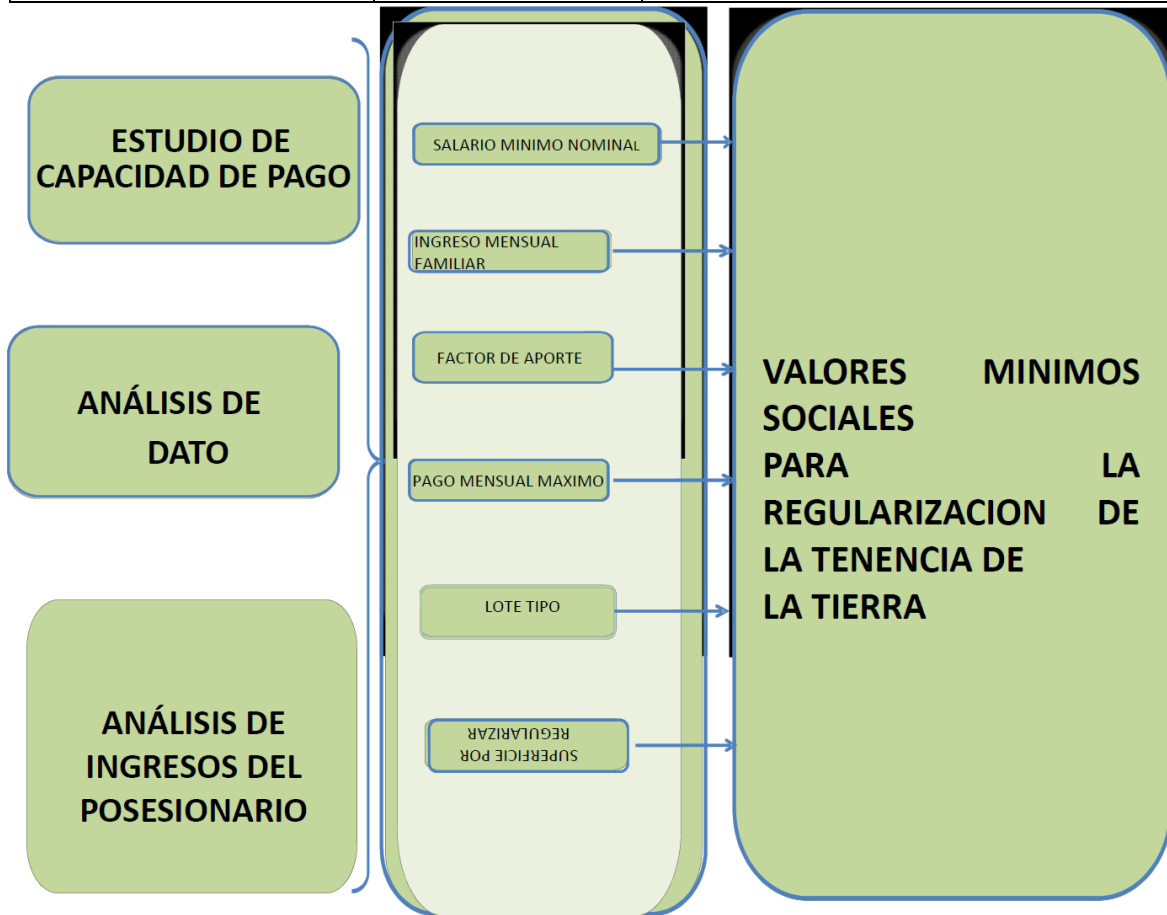 ESTUDIO DE
CAPACIDAD DE PAGO
ANÁLISIS DE
DATO
ANÁLISIS DE
INGRESOS DEL
POSESIONARIO
SALARIO MINIMO NOMINAL
INGRESO MENSUAL
FAMILIAR
FACTOR DE APORTE
PAGO MENSUAL MAXIMO
LOTE TIPO
SUPERFICIE POR
REGULARIZAR
VALORES MINIMOS
SOCIALES
PARA LA
REGULARIZACION DE
LA TENENCIA DE
LA TIERRA